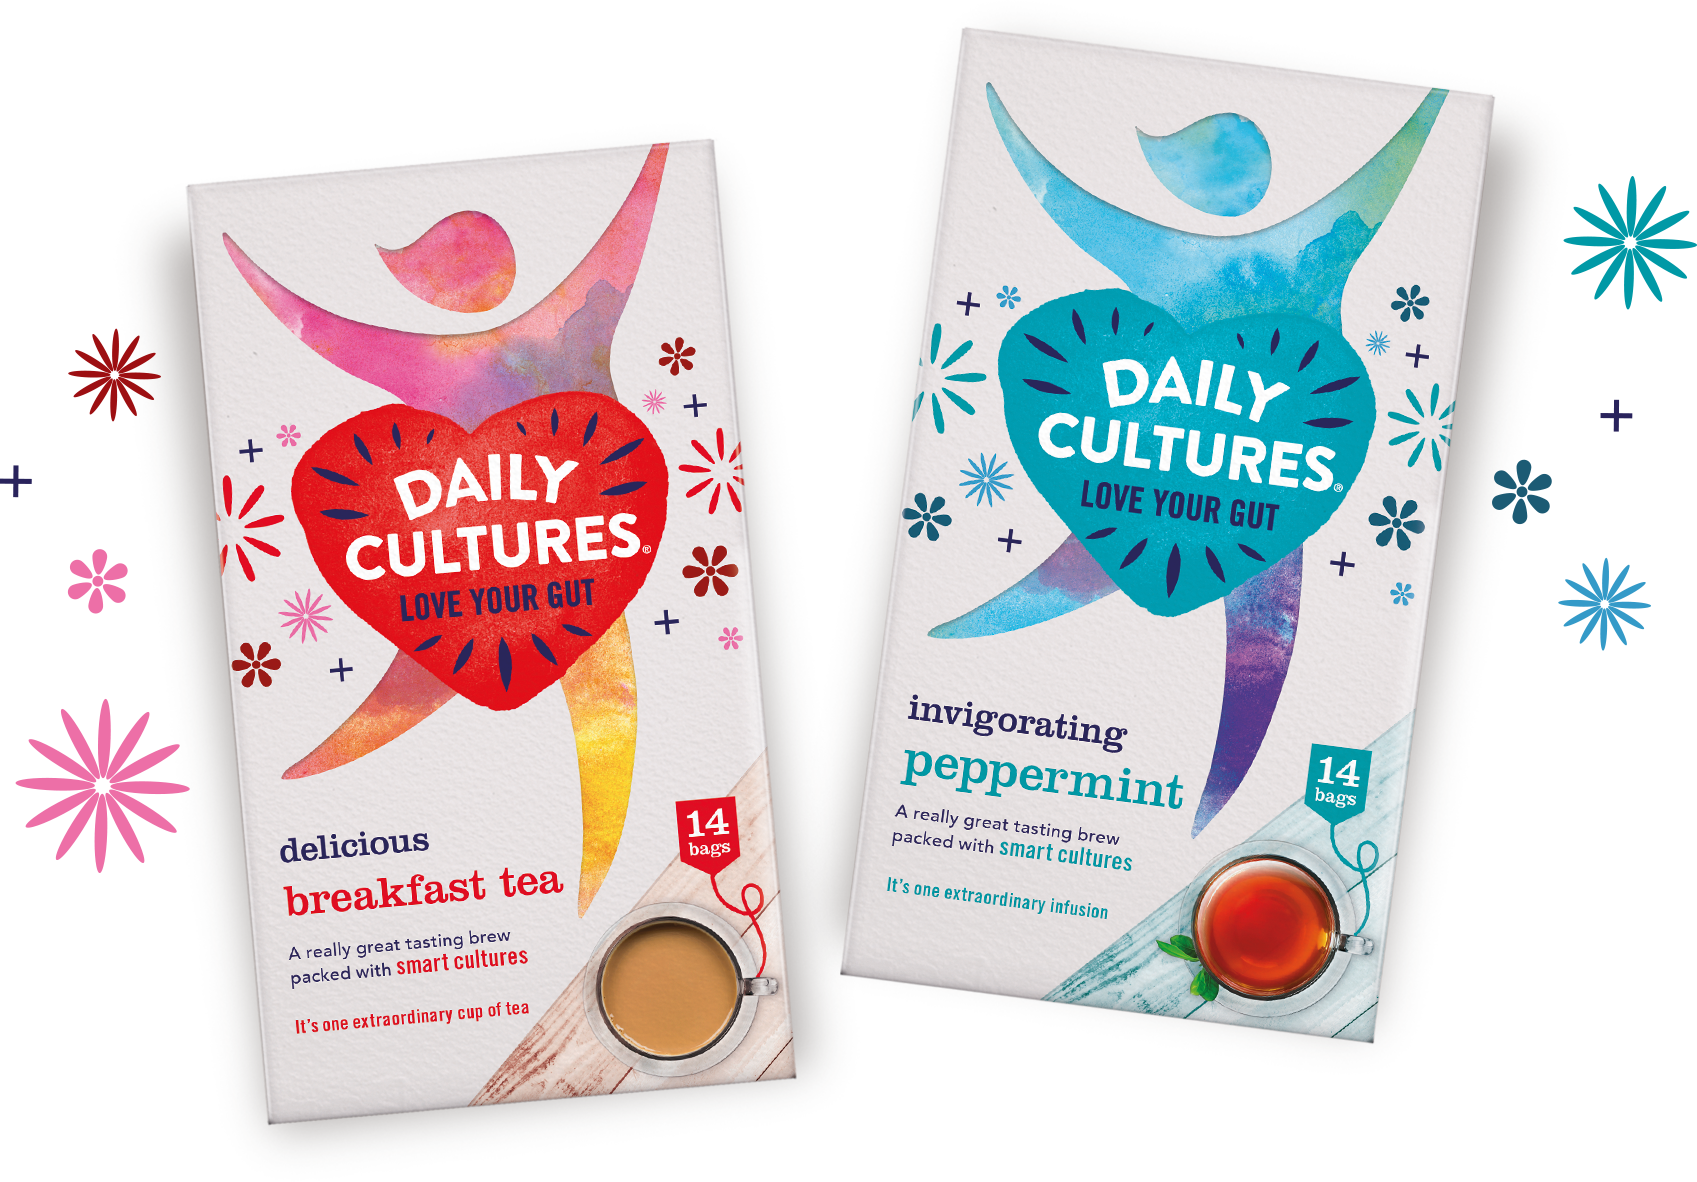 DAILY
CULTURES®
LOVE YOUR GUT
delicious
breakfast tea
A really great tasting brew
packed with smart cultures
It's one extraordinary cup of tea
14
bags
DAILY
CULTURES®
LOVE YOUR GUT
invigorating
peppermint
A really great tasting brew
packed with smart cultures
It's one extraordinary infusion
14
bags